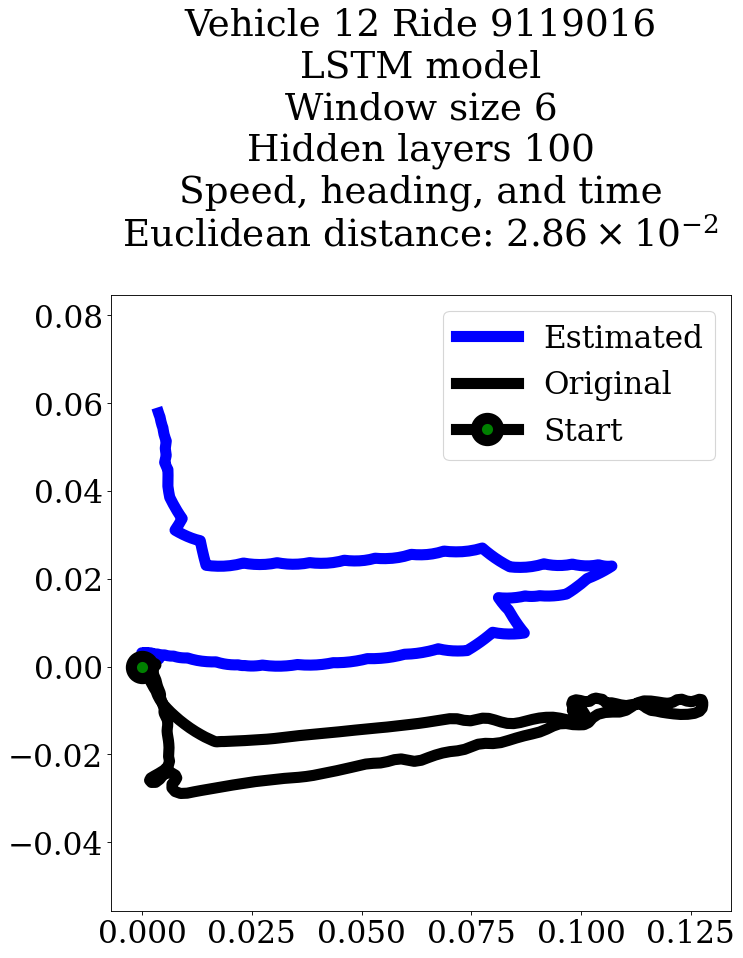 Vehicle 12 Ride 9119016
LSTM model
Window size 6
Hidden layers 100
Speed, heading, and time
Euclidean distance: 2.86 × 10⁻²
Estimated
Original
Start
0.08
0.06
0.04
0.02
0.00
−0.02
−0.04
0.000 0.025 0.050 0.075 0.100 0.125